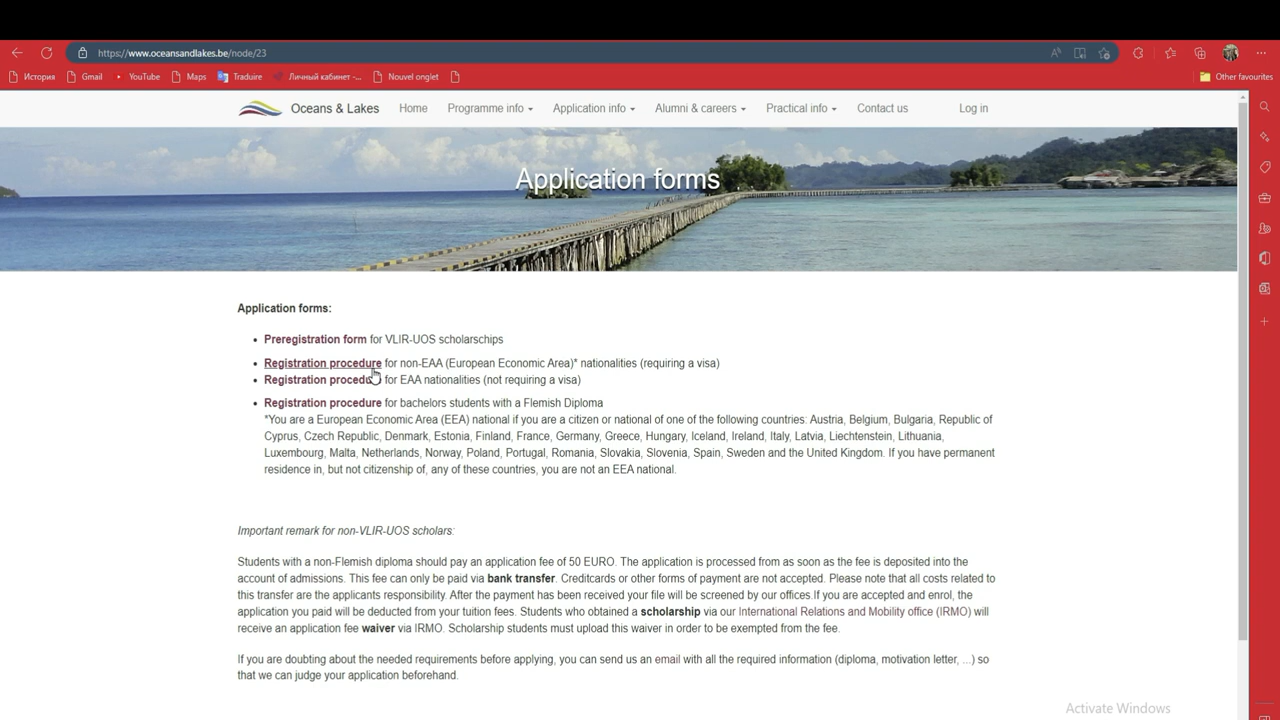 https://www.oceansandlakes.be/node/23
История Gmail YouTube Maps Traduire Личный кабинет -... Nouvel onglet Other favourites
Oceans & Lakes Home Programme info Application info Alumni & careers Practical info Contact us Log in
Application forms
Application forms:
• Preregistration form for VLIR-UOS scholarships
• Registration procedure for non-EAA (European Economic Area)* nationalities (requiring a visa)
• Registration procedure for EAA nationalities (not requiring a visa)
• Registration procedure for bachelors students with a Flemish Diploma
*You are a European Economic Area (EEA) national if you are a citizen or national of one of the following countries: Austria, Belgium, Bulgaria, Republic of
Cyprus, Czech Republic, Denmark, Estonia, Finland, France, Germany, Greece, Hungary, Iceland, Ireland, Italy, Latvia, Liechtenstein, Lithuania,
Luxembourg, Malta, Netherlands, Norway, Poland, Portugal, Romania, Slovakia, Slovenia, Spain, Sweden and the United Kingdom. If you have permanent
residence in, but not citizenship of, any of these countries, you are not an EEA national.
Important remark for non-VLIR-UOS scholars:
Students with a non-Flemish diploma should pay an application fee of 50 EURO. The application is processed from as soon as the fee is deposited into the
account of admissions. This fee can only be paid via bank transfer. Creditcards or other forms of payment are not accepted. Please note that all costs related to
this transfer are the applicants responsibility. After the payment has been received your file will be screened by our offices.If you are accepted and enrol, the
application you paid will be deducted from your tuition fees. Students who obtained a scholarship via our International Relations and Mobility office (IRMO) will
receive an application fee waiver via IRMO. Scholarship students must upload this waiver in order to be exempted from the fee.
If you are doubting about the needed requirements before applying, you can send us an email with all the required information (diploma, motivation letter, ...) so
that we can judge your application beforehand.
Activate Windows